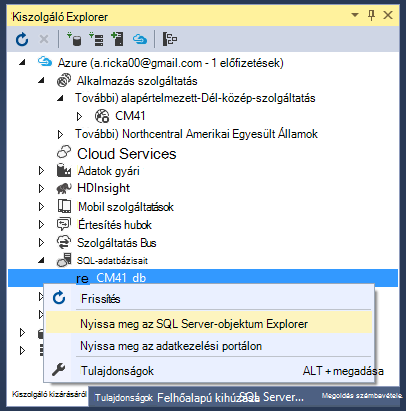 Kiszolgáló Explorer
Azure (a.ricka00@gmail.com - 1 előfizetések)
Alkalmazás szolgáltatás
További) alapértelmezett-Dél-közép-szolgáltatás
CM41
További) Northcentral Amerikai Egyesült Államok
Cloud Services
Adatok gyári
HDInsight
Mobil szolgáltatások
Értesítés hubok
Szolgáltatás Bus
SQL-adatbázisait
re CM41_db
Frissítés
Nyissa meg az SQL Server-objektum Explorer
Nyissa meg az adatkezelési portálon
Tulajdonságok ALT + megadása
Kiszolgáló kizárásáról Tulajdonságok Felhőalapú kihúzása SQL Server... Megoldás számbavétele.